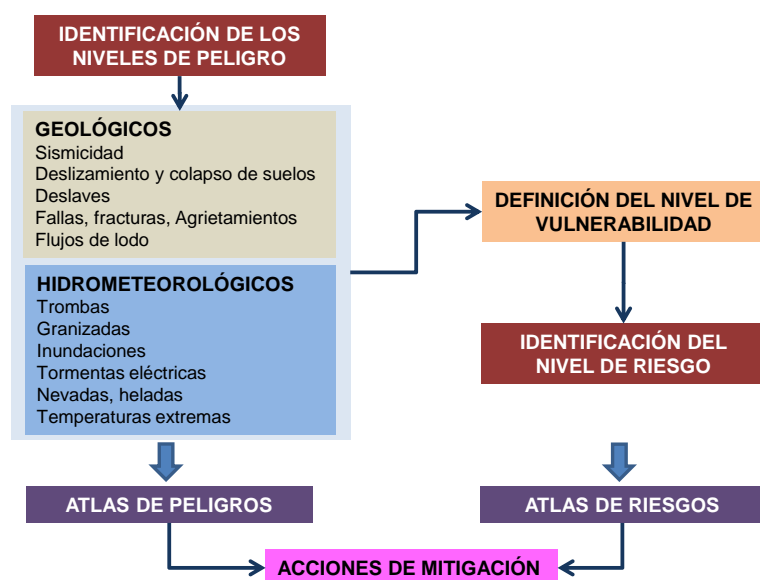 IDENTIFICACIÓN DE LOS
NIVELES DE PELIGRO
GEOLÓGICOS
Sismicidad
Deslizamiento y colapso de suelos
Deslaves
Fallas, fracturas, Agrietamientos
Flujos de lodo
HIDROMETEOROLÓGICOS
Trombas
Granizadas
Inundaciones
Tormentas eléctricas
Nevadas, heladas
Temperaturas extremas
DEFINICIÓN DEL NIVEL DE
VULNERABILIDAD
IDENTIFICACIÓN DEL
NIVEL DE RIESGO
ATLAS DE PELIGROS
ATLAS DE RIESGOS
ACCIONES DE MITIGACIÓN